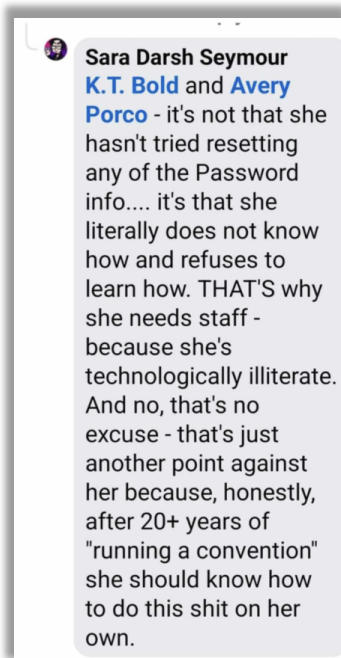 Sara Darsh Seymour
K.T. Bold and Avery
Porco - it's not that she
hasn't tried resetting
any of the Password
info.... it's that she
literally does not know
how and refuses to
learn how. THAT'S why
she needs staff -
because she's
technologically illiterate.
And no, that's no
excuse - that's just
another point against
her because, honestly,
after 20+ years of
"running a convention"
she should know how
to do this shit on her
own.